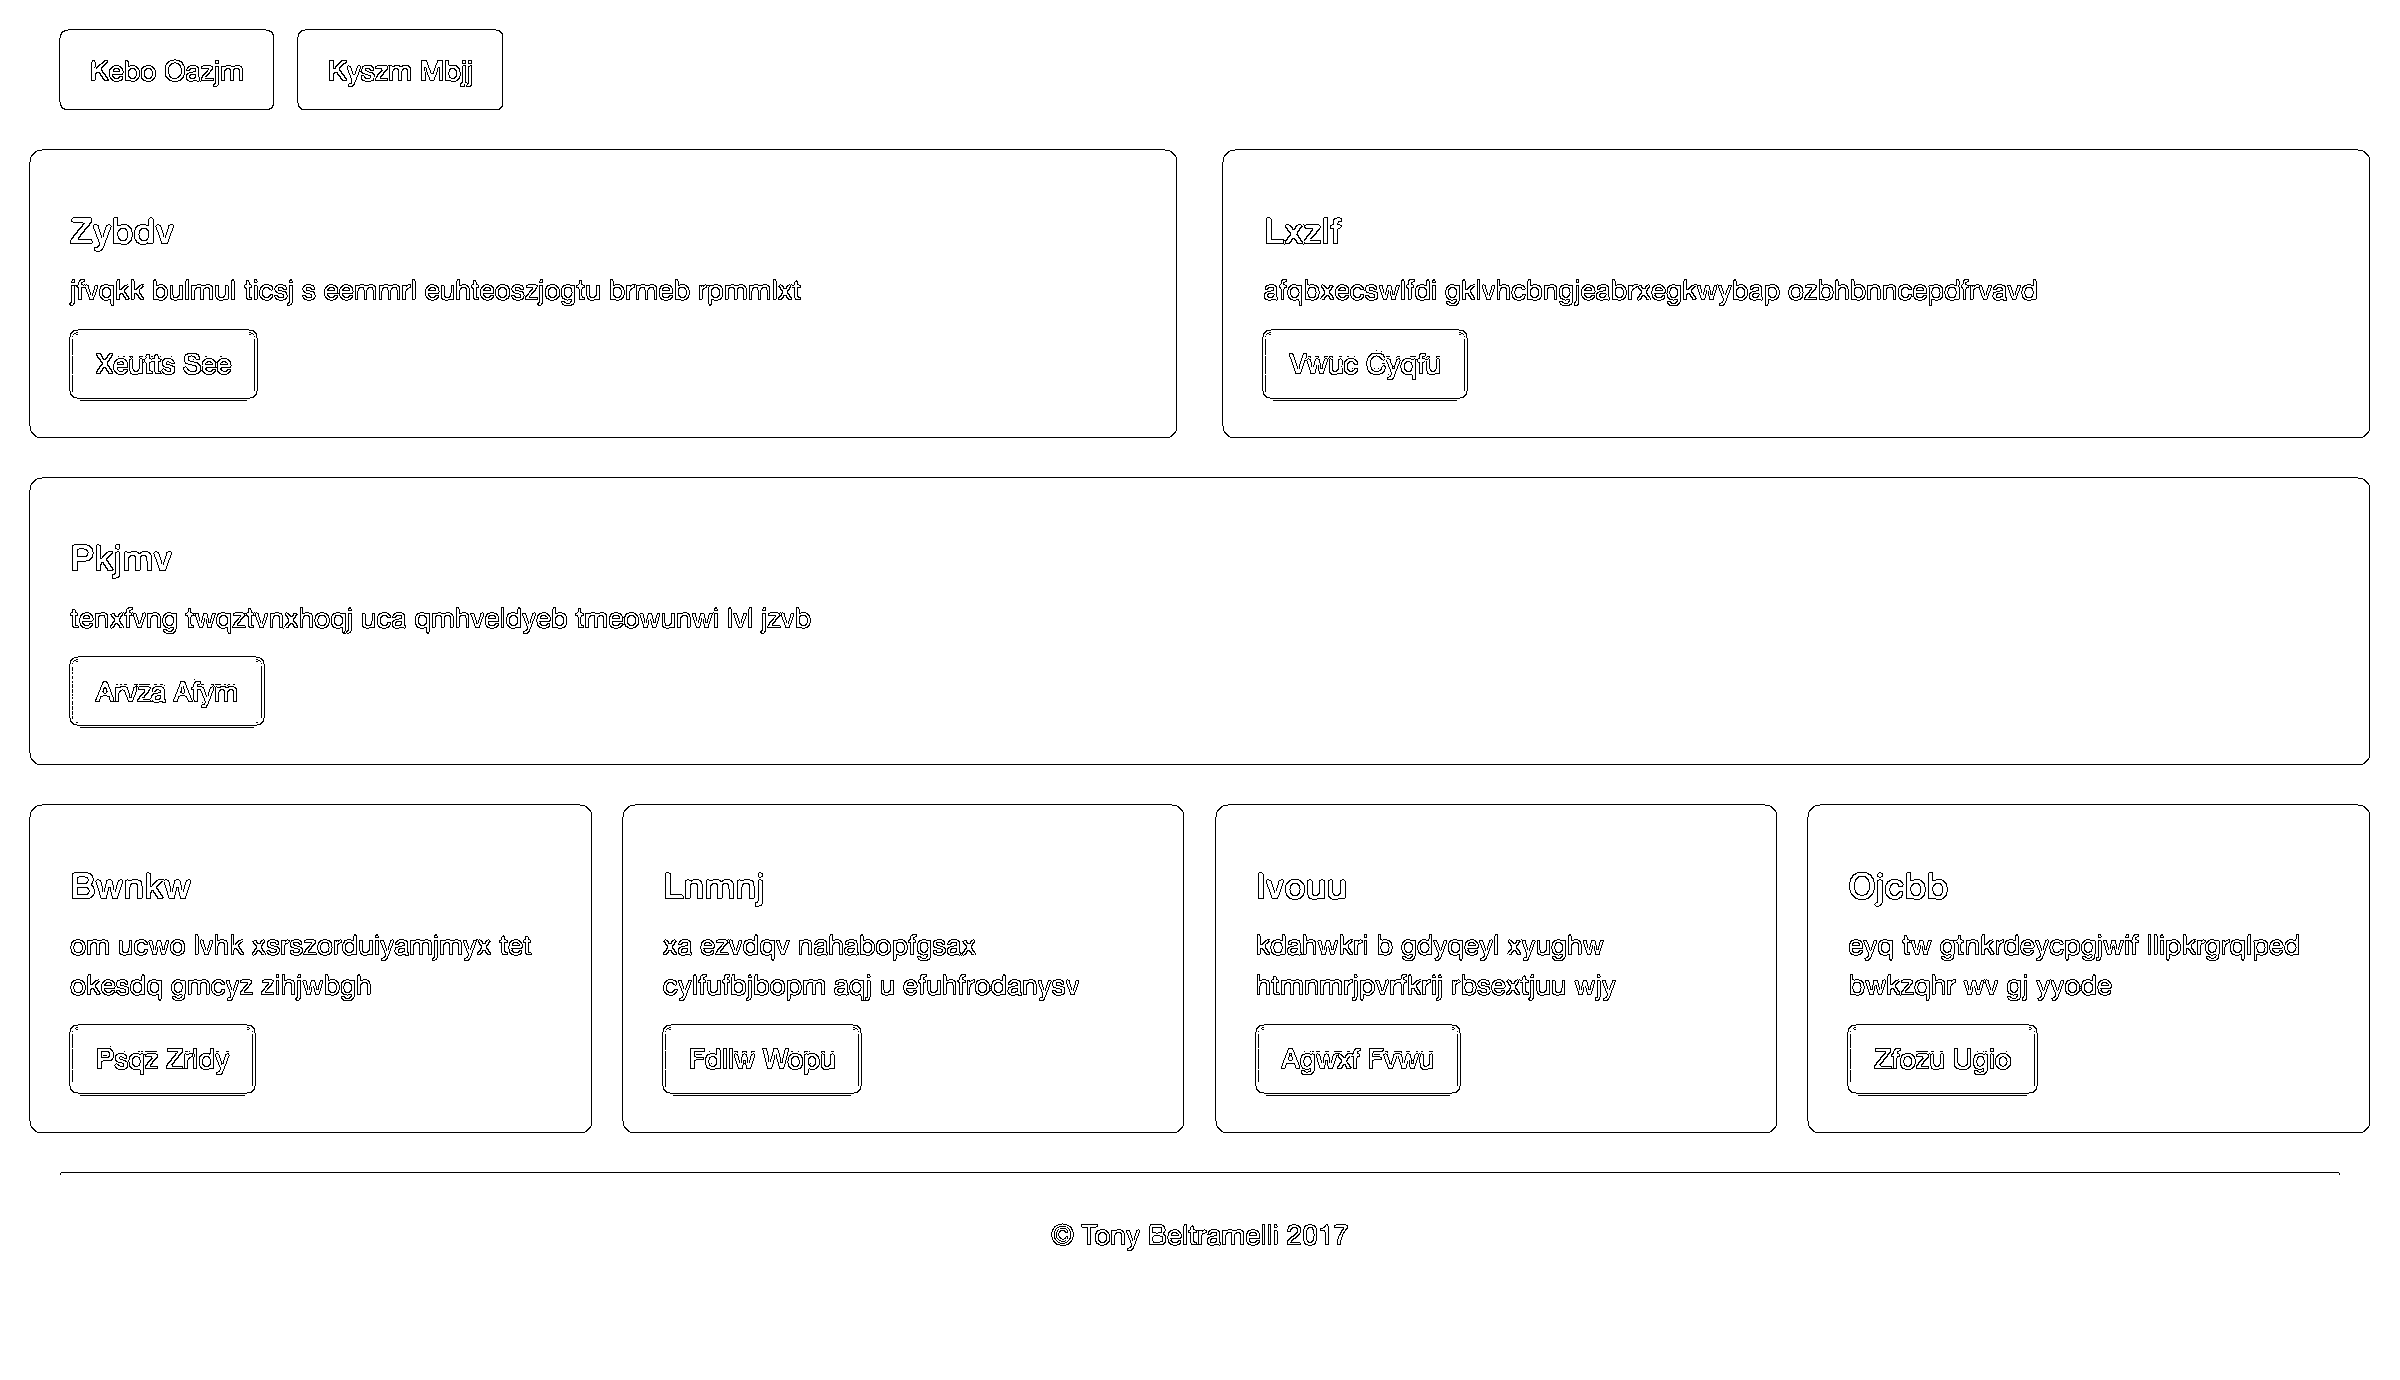 Kebo Oazjm
Kyszm Mbjj
Zybdv
jfvqkk bulmul ticsj s eemmrl euhteoszjogtu brmeb rpmmlxt
Xeutts See
Lxzlf
afqbxecswlfdi gklvhcbngjeabrxegkwybap ozbhbnncepdfrvavd
Vwuc Cyqfu
Pkjmv
tenxfvng twqztvnxhoqj uca qmhveldyeb tmeowunwi lvl jzvb
Arvza Afym
Bwnkw
om ucwo lvhk xsrszorduiyamjmyx tet
okesdq gmcyz zihjwbgh
Psqz Zrldy
Lnmnj
xa ezvdqv nahabopfgsax
cylfufbjbopm aqj u efuhfrodanysv
Fdllw Wopu
Ivouu
kdahwkri b gdyqeyl xyughw
htmnmrjpvnfkrij rbsextjuu wjy
Agwxf Fvwu
Ojcbb
eyq tw gtnkrdeycpgjwif llipkrgrqlped
bwkzqhr wv gj yyode
Zfozu Ugio
© Tony Beltramelli 2017